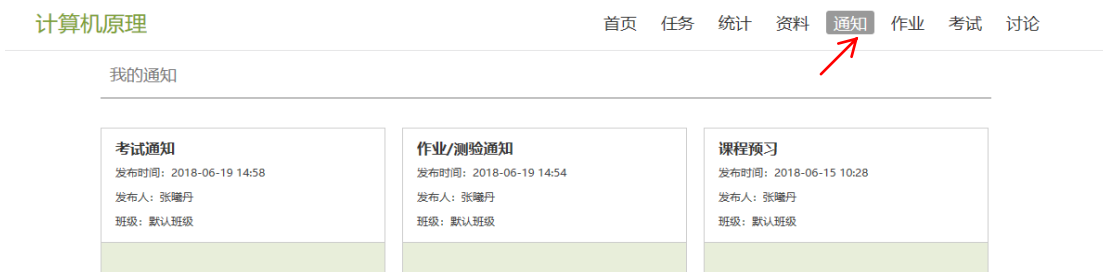 计算机原理
首页 任务 统计 资料 通知 作业 考试 讨论
我的通知
考试通知
发布时间：2018-06-19 14:58
发布人：张曦丹
班级：默认班级
作业/测验通知
发布时间：2018-06-19 14:54
发布人：张曦丹
班级：默认班级
课程预习
发布时间：2018-06-15 10:28
发布人：张曦丹
班级：默认班级